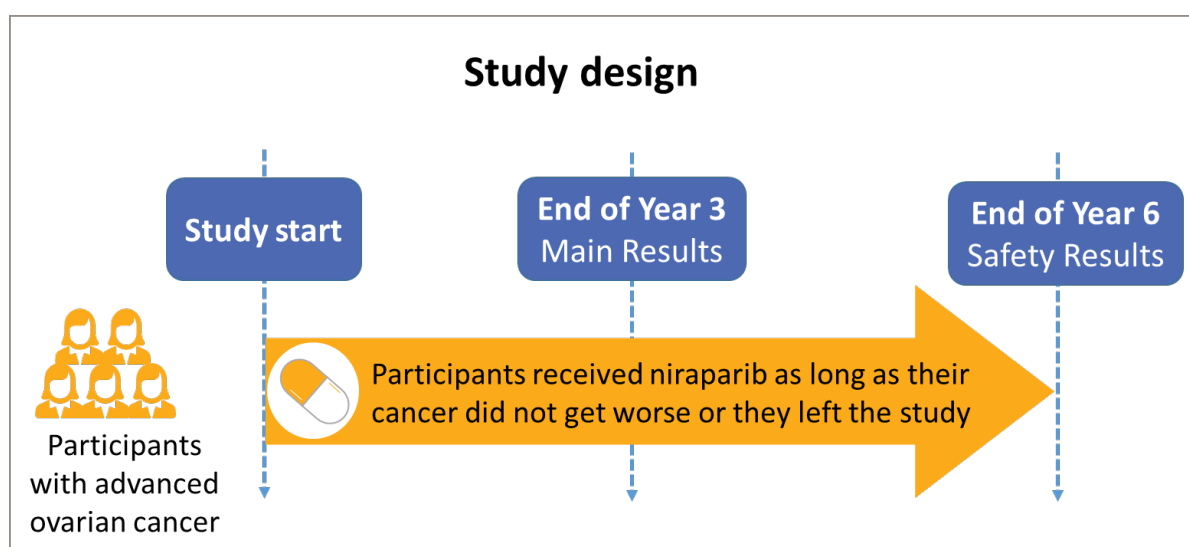 Study design
Study start
End of Year 3
Main Results
End of Year 6
Safety Results
Participants received niraparib as long as their
cancer did not get worse or they left the study
Participants
with advanced
ovarian cancer